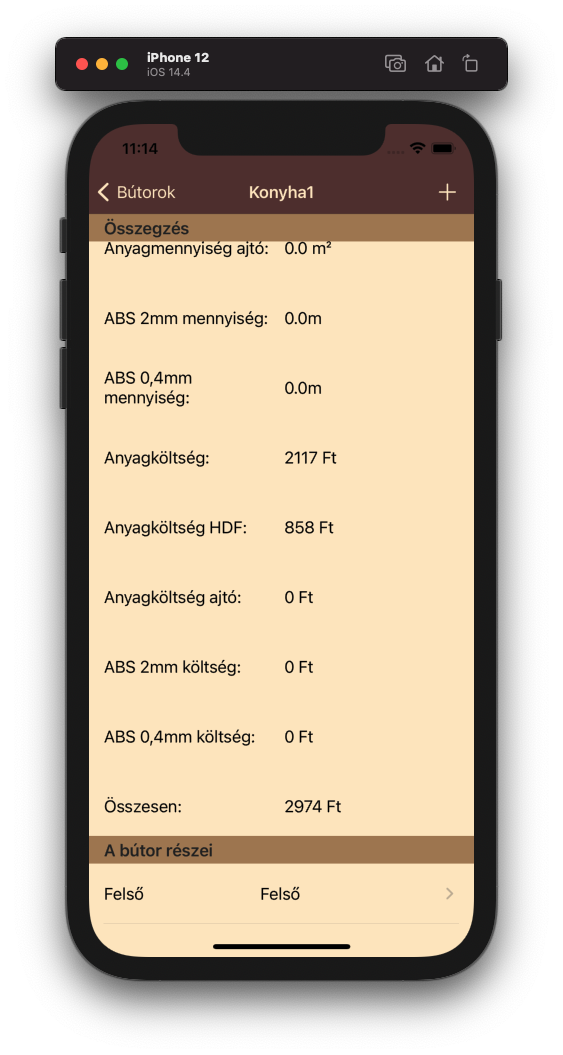 iPhone 12
iOS 14.4
11:14
Bútorok Konyha1
Összegzés
Anyagmennyiség ajtó: 0.0 m²
ABS 2mm mennyiség: 0.0m
ABS 0,4mm
mennyiség: 0.0m
Anyagköltség: 2117 Ft
Anyagköltség HDF: 858 Ft
Anyagköltség ajtó: 0 Ft
ABS 2mm költség: 0 Ft
ABS 0,4mm költség: 0 Ft
Összesen: 2974 Ft
A bútor részei
Felső Felső